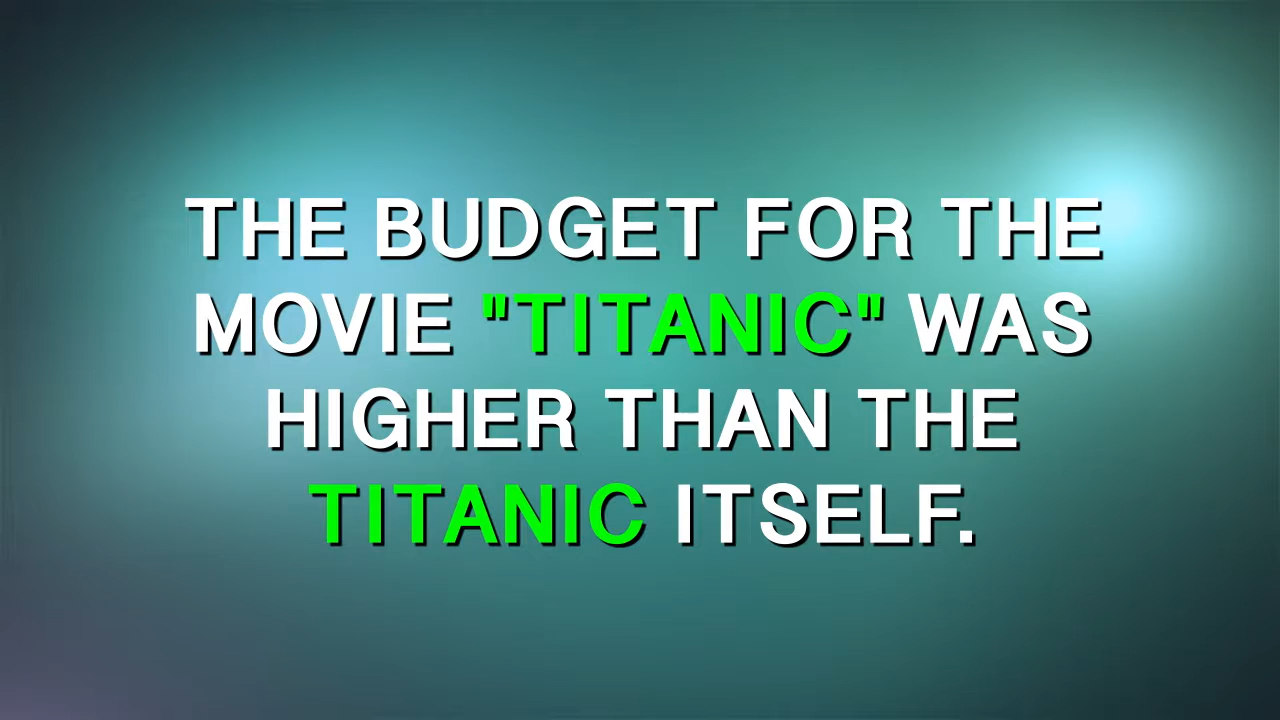 THE BUDGET FOR THE
MOVIE "TITANIC" WAS
HIGHER THAN THE
TITANIC ITSELF.